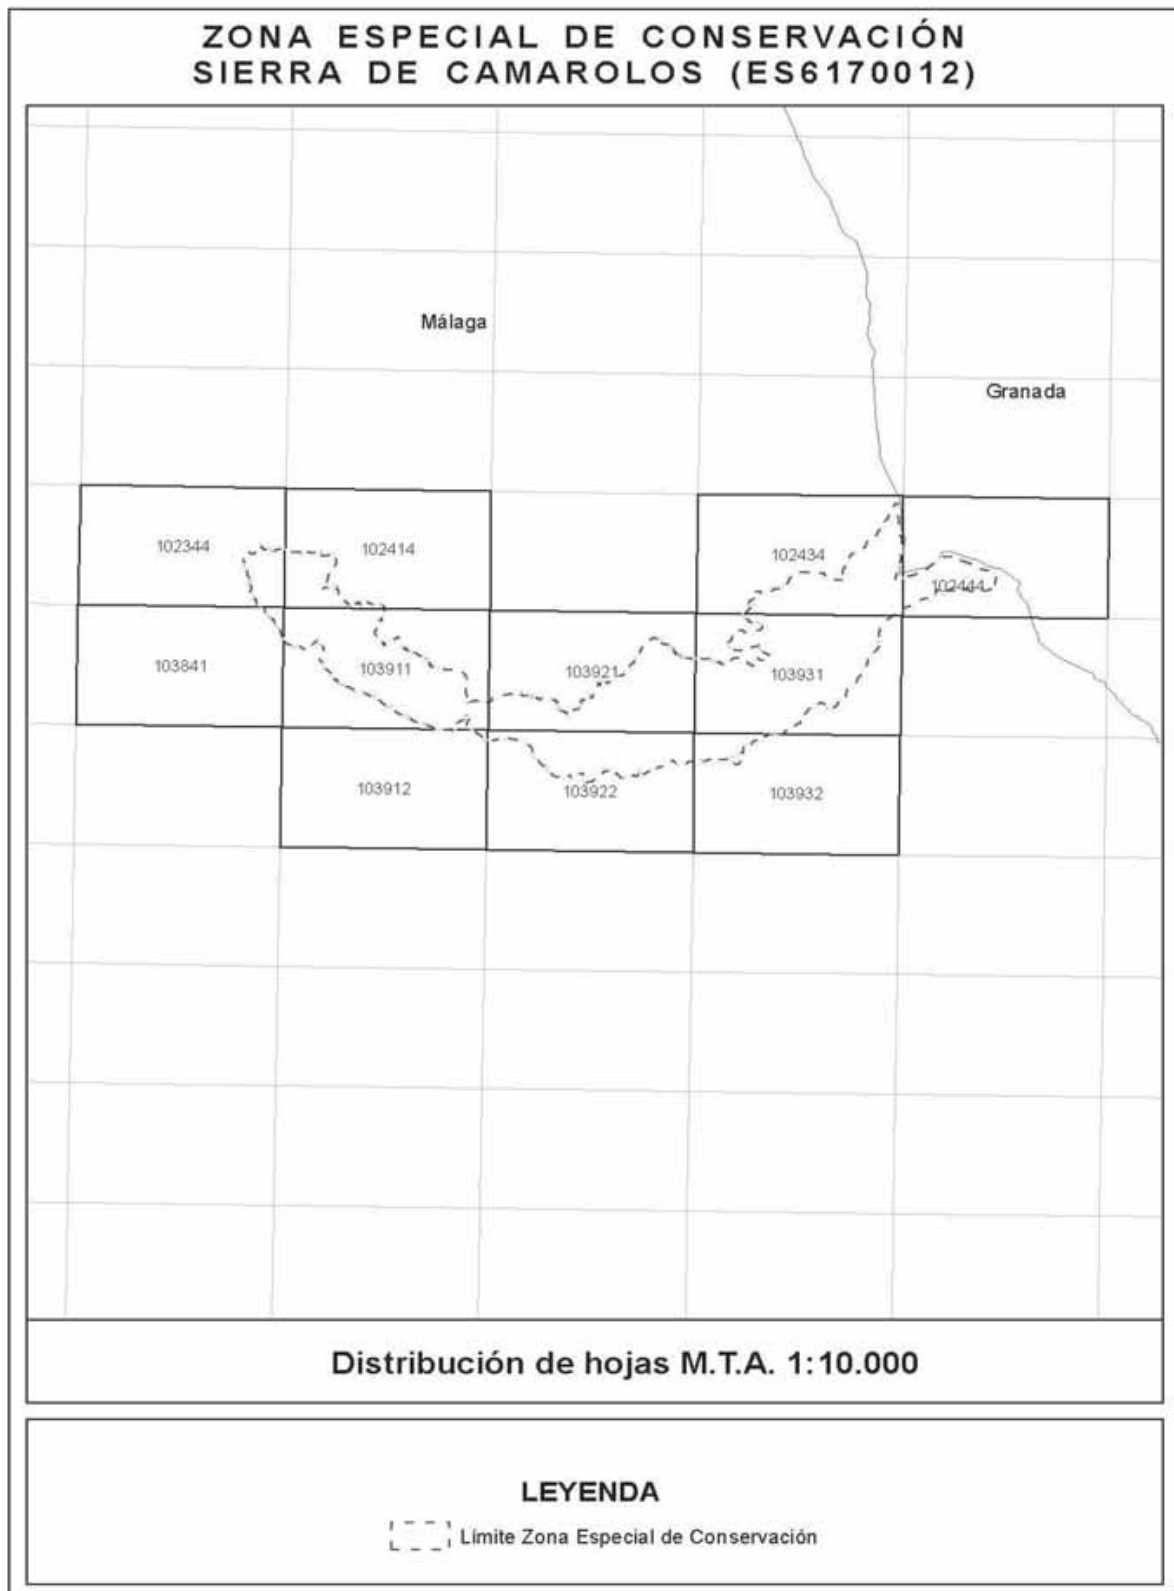 ZONA ESPECIAL DE CONSERVACIÓN
SIERRA DE CAMAROLOS (ES6170012)
Málaga
Granada
102344
102414
102434
102444
103841
103911
103921
103931
103912
103922
103932
Distribución de hojas M.T.A. 1:10.000
LEYENDA
Límite Zona Especial de Conservación